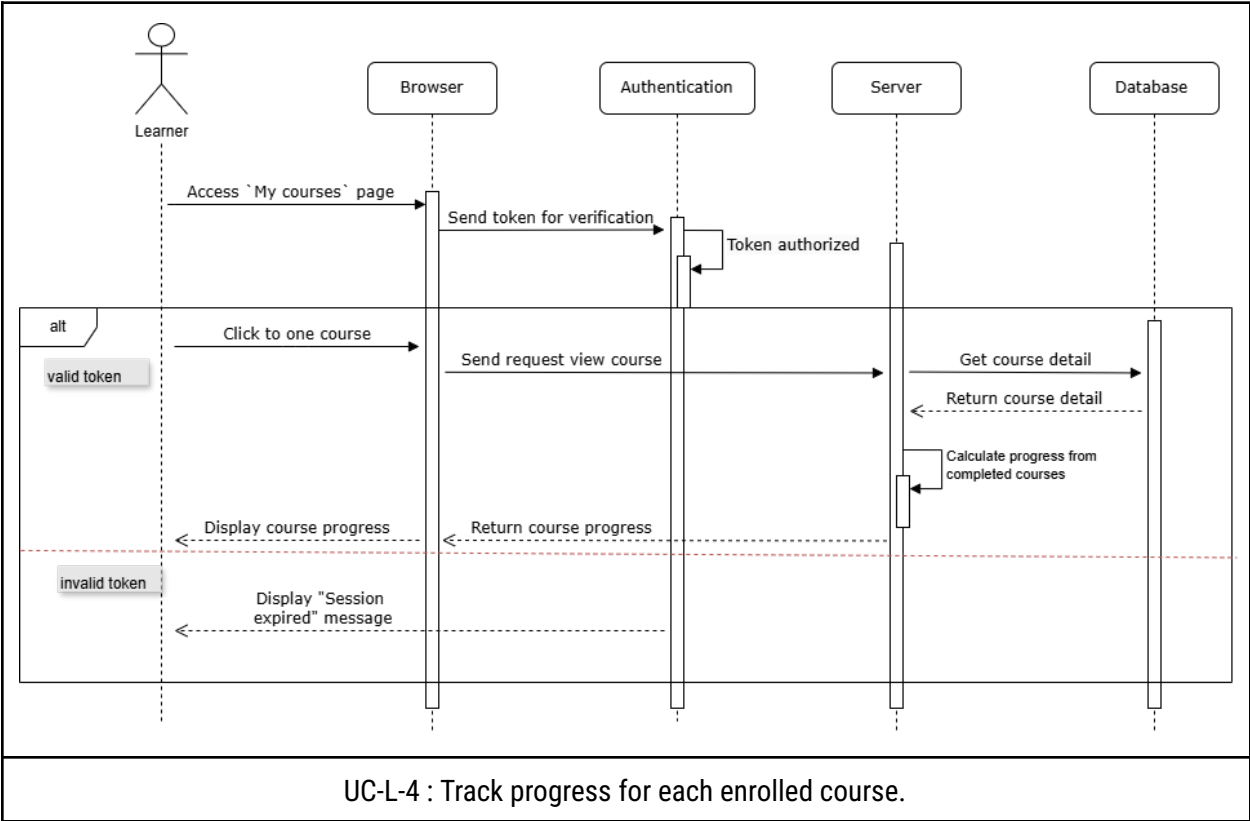 Learner
Browser
Authentication
Server
Database
Access `My courses` page
Send token for verification
Token authorized
alt
valid token
Click to one course
Send request view course
Get course detail
Return course detail
Calculate progress from
completed courses
Display course progress
Return course progress
invalid token
Display "Session
expired" message
UC-L-4 : Track progress for each enrolled course.